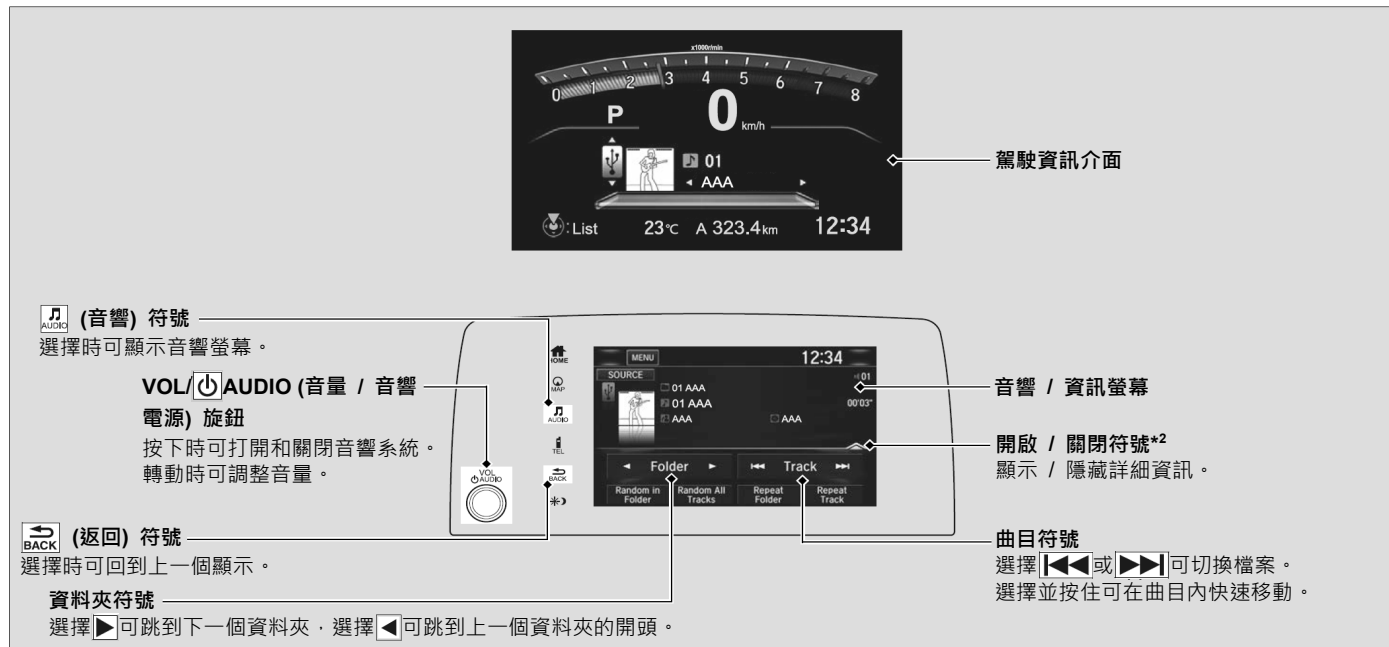 x1000r/min
0 1 2 3 4 5 6 7 8
P
0 km/h
01
AAA
:List 23℃ A 323.4 km 12:34
駕駛資訊介面
AUDIO (音響) 符號
選擇時可顯示音響螢幕。
VOL/ AUDIO (音量 / 音響
電源) 旋鈕
按下時可打開和關閉音響系統。
轉動時可調整音量。
BACK (返回) 符號
選擇時可回到上一個顯示。
資料夾符號
選擇▶可跳到下一個資料夾，選擇◀可跳到上一個資料夾的開頭。
VOL
AUDIO
HOME
MAP
AUDIO
TEL
BACK
MENU 12:34
SOURCE
01
01 AAA
01 AAA 00'03"
AAA AAA
◄ Folder ► ⏮ Track ⏭
Random in Folder
Random All Tracks
Repeat Folder
Repeat Track
音響 / 資訊螢幕
開啟 / 關閉符號*2
顯示 / 隱藏詳細資訊。
曲目符號
選擇⏮或⏭可切換檔案。
選擇並按住可在曲目內快速移動。